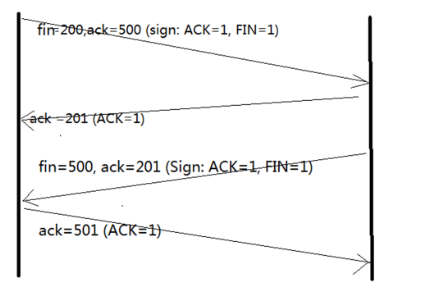 fin=200,ack=500 (sign: ACK=1, FIN=1)
ack =201 (ACK=1)
fin=500, ack=201 (Sign: ACK=1, FIN=1)
ack=501 (ACK=1)